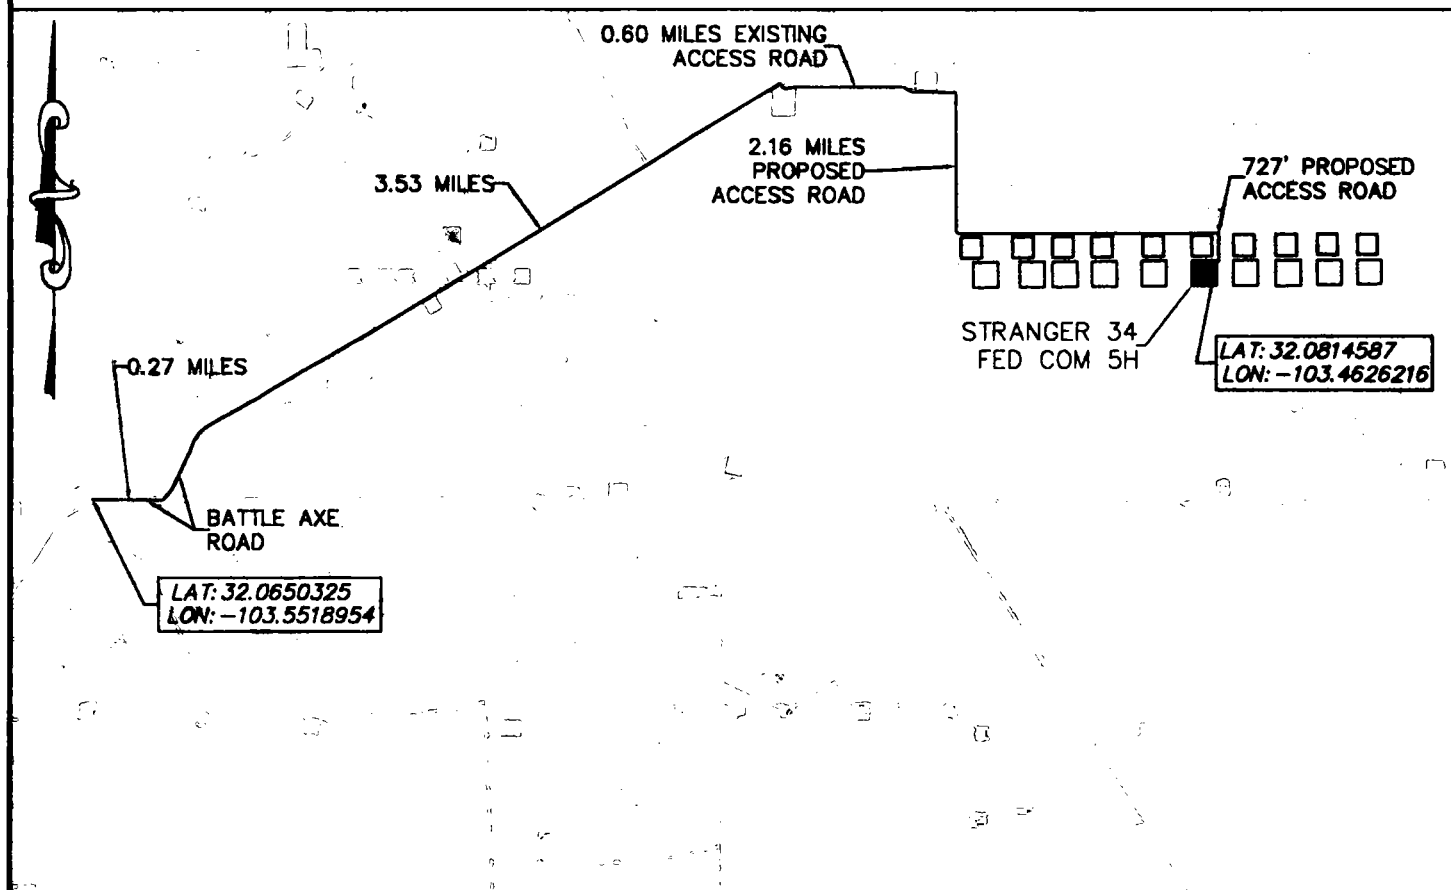 0.60 MILES EXISTING
ACCESS ROAD
2.16 MILES
PROPOSED
ACCESS ROAD
727' PROPOSED
ACCESS ROAD
3.53 MILES
STRANGER 34
FED COM 5H
LAT: 32.0814587
LON: -103.4626216
0.27 MILES
BATTLE AXE
ROAD
LAT: 32.0650325
LON: -103.5518954